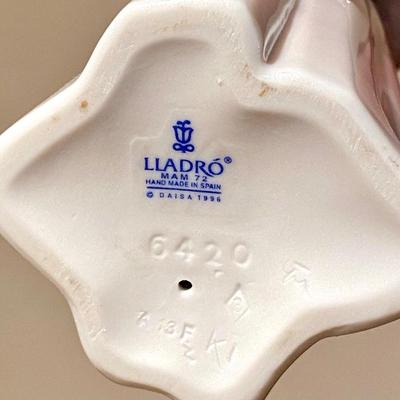 LLADRÓ®
MAM 72
HAND MADE IN SPAIN
© DAISA 1996
6420